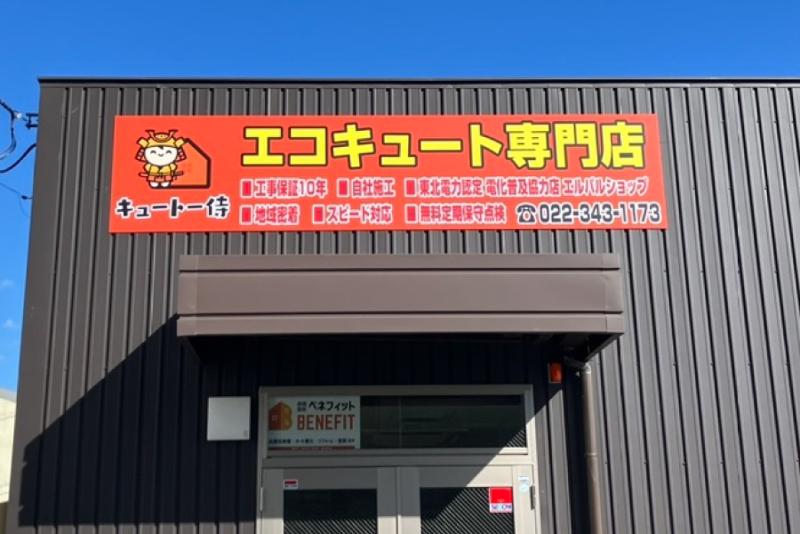 エコキュート専門店
■工事保証10年 ■自社施工 ■東北電力認定 電化普及協力店 エルパルショップ
■地域密着 ■スピード対応 ■無料定期保守点検 ☎022-343-1173
キュート一侍
ベネフィット
BENEFIT